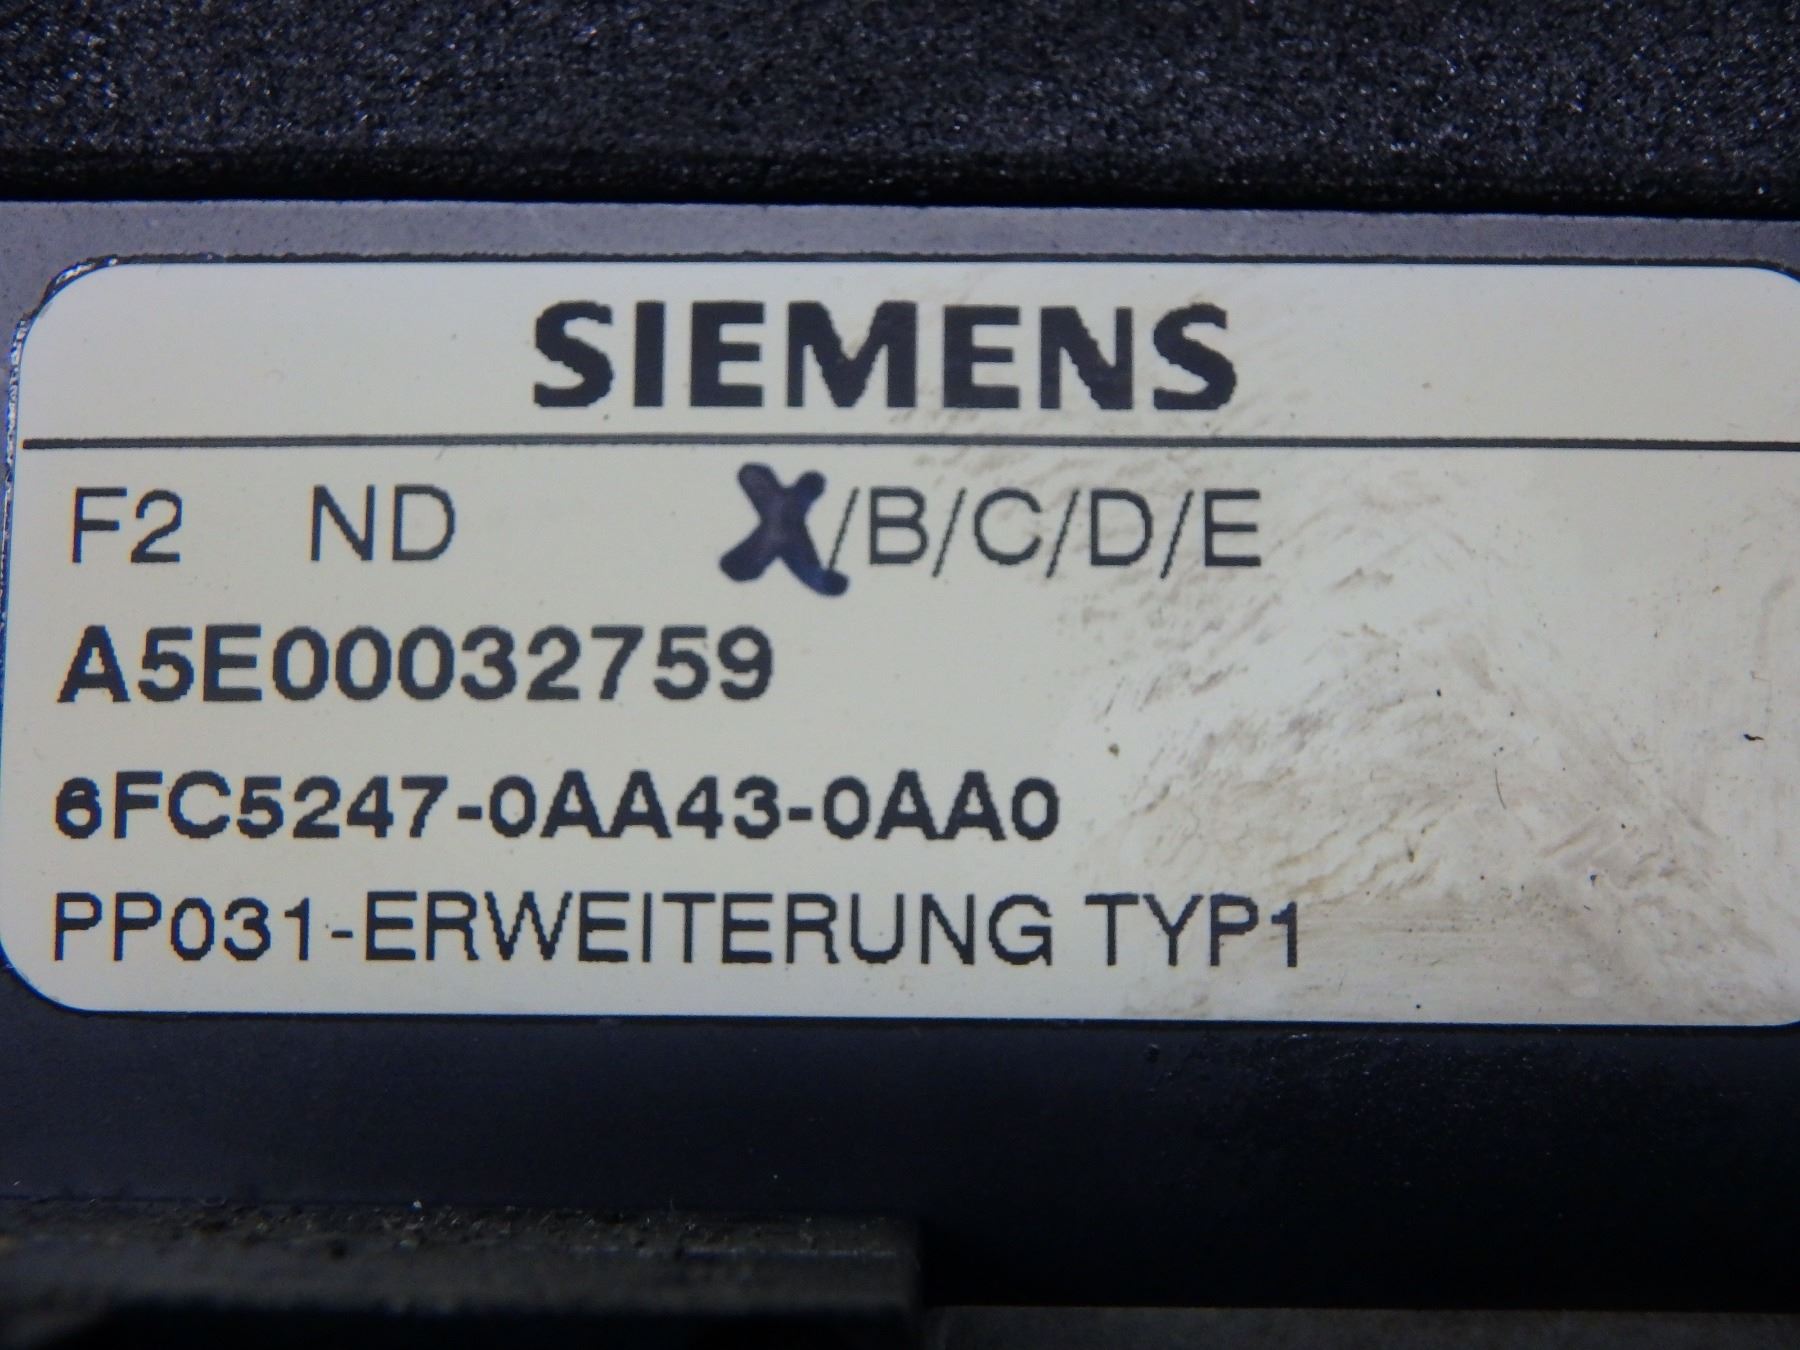 SIEMENS
F2 ND X/B/C/D/E
A5E00032759
6FC5247-0AA43-0AA0
PP031-ERWEITERUNG TYP1